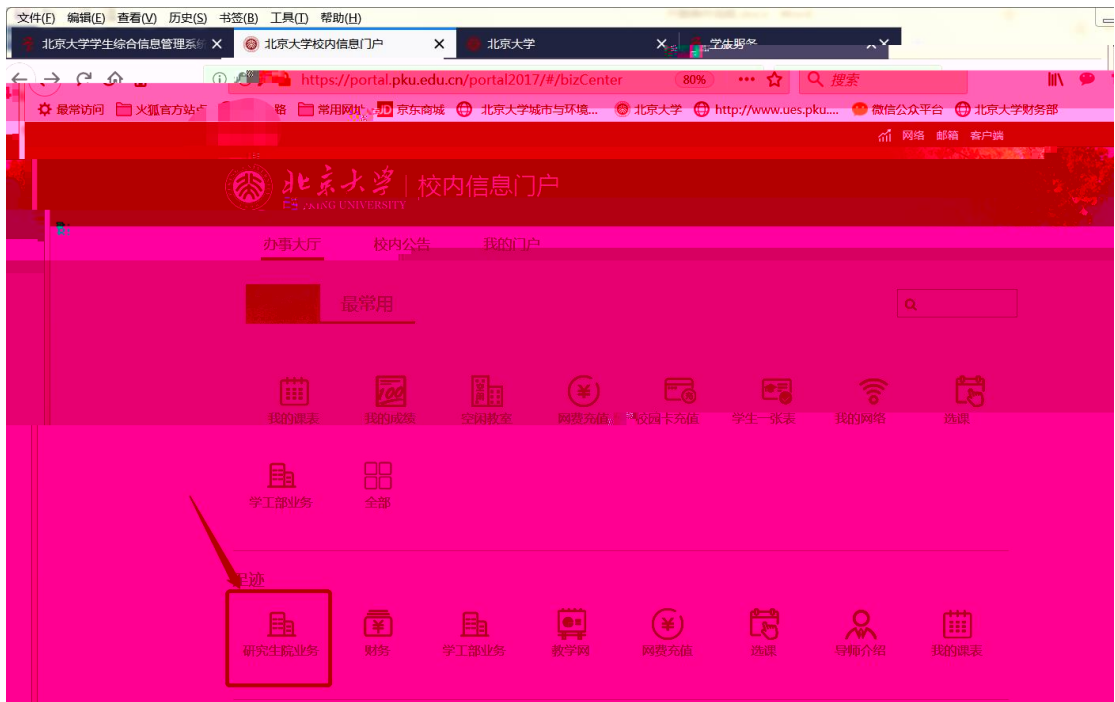 文件(F) 编辑(E) 查看(V) 历史(S) 书签(B) 工具(T) 帮助(H)
北京大学学生综合信息管理系统 北京大学校内信息门户 北京大学
https://portal.pku.edu.cn/portal2017/#/bizCenter 80% 搜索
最常访问 火狐官方站点 常用网址 京东商城 北京大学城市与环境... 北京大学 http://www.ues.pku.... 微信公众平台 北京大学财务部
网络 邮箱 客户端
北京大学 校内信息门户
PEKING UNIVERSITY
办事大厅 校内公告 我的门户
最常用
我的课表 我的成绩 空闲教室 网费充值 校园卡充值 学生一张表 我的网络 选课
学工部业务 全部
足迹
研究生院业务 财务 学工部业务 教学网 网费充值 选课 导师介绍 我的课表